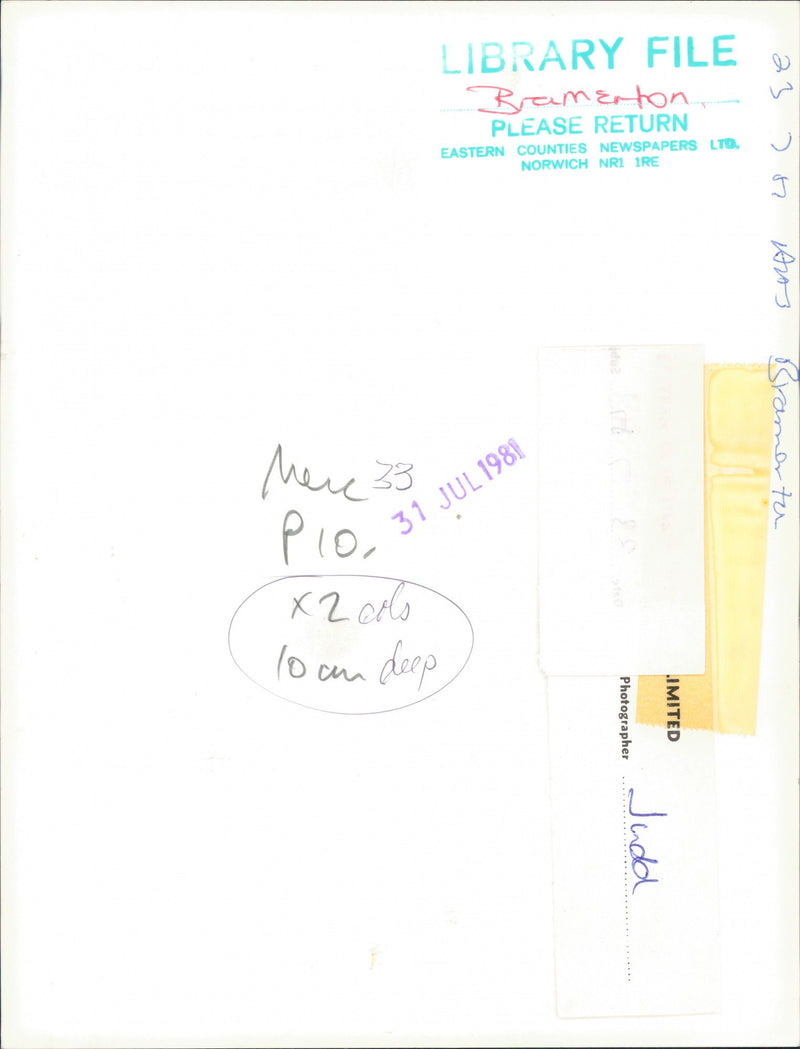 LIBRARY FILE
Bramerton.
PLEASE RETURN
EASTERN COUNTIES NEWSPAPERS LTD.
NORWICH NR1 1RE
Bramerton
Merc 33
31 JUL 1981
P10.
x2 cols
10 cm deep
LIMITED
Photographer Judd